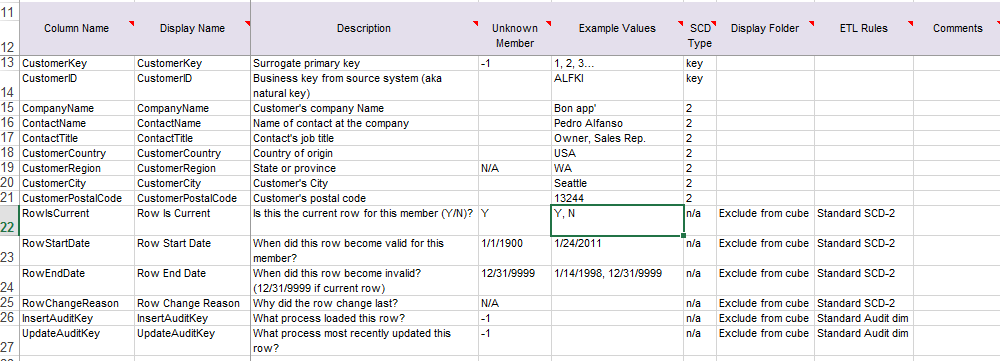 11
12 Column Name Display Name Description Unknown Member Example Values SCD Type Display Folder ETL Rules Comments
13 CustomerKey CustomerKey Surrogate primary key -1 1, 2, 3... key
14 CustomerID CustomerID Business key from source system (aka natural key) ALFKI key
15 CompanyName CompanyName Customer's company Name Bon app' 2
16 ContactName ContactName Name of contact at the company Pedro Alfanso 2
17 ContactTitle ContactTitle Contact's job title Owner, Sales Rep. 2
18 CustomerCountry CustomerCountry Country of origin USA 2
19 CustomerRegion CustomerRegion State or province N/A WA 2
20 CustomerCity CustomerCity Customer's City Seattle 2
21 CustomerPostalCode CustomerPostalCode Customer's postal code 13244 2
22 RowIsCurrent Row Is Current Is this the current row for this member (Y/N)? Y Y, N n/a Exclude from cube Standard SCD-2
23 RowStartDate Row Start Date When did this row become valid for this member? 1/1/1900 1/24/2011 n/a Exclude from cube Standard SCD-2
24 RowEndDate Row End Date When did this row become invalid? (12/31/9999 if current row) 12/31/9999 1/14/1998, 12/31/9999 n/a Exclude from cube Standard SCD-2
25 RowChangeReason Row Change Reason Why did the row change last? N/A n/a Exclude from cube Standard SCD-2
26 InsertAuditKey InsertAuditKey What process loaded this row? -1 n/a Exclude from cube Standard Audit dim
27 UpdateAuditKey UpdateAuditKey What process most recently updated this row? -1 n/a Exclude from cube Standard Audit dim